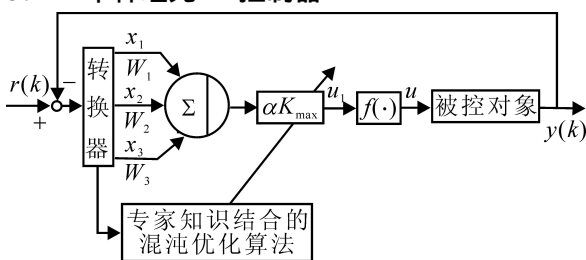 r(k)
+
−
转换器
x₁
W₁
x₂
W₂
x₃
W₃
Σ
αK_max
u₁
f(·)
u
被控对象
y(k)
专家知识结合的
混沌优化算法